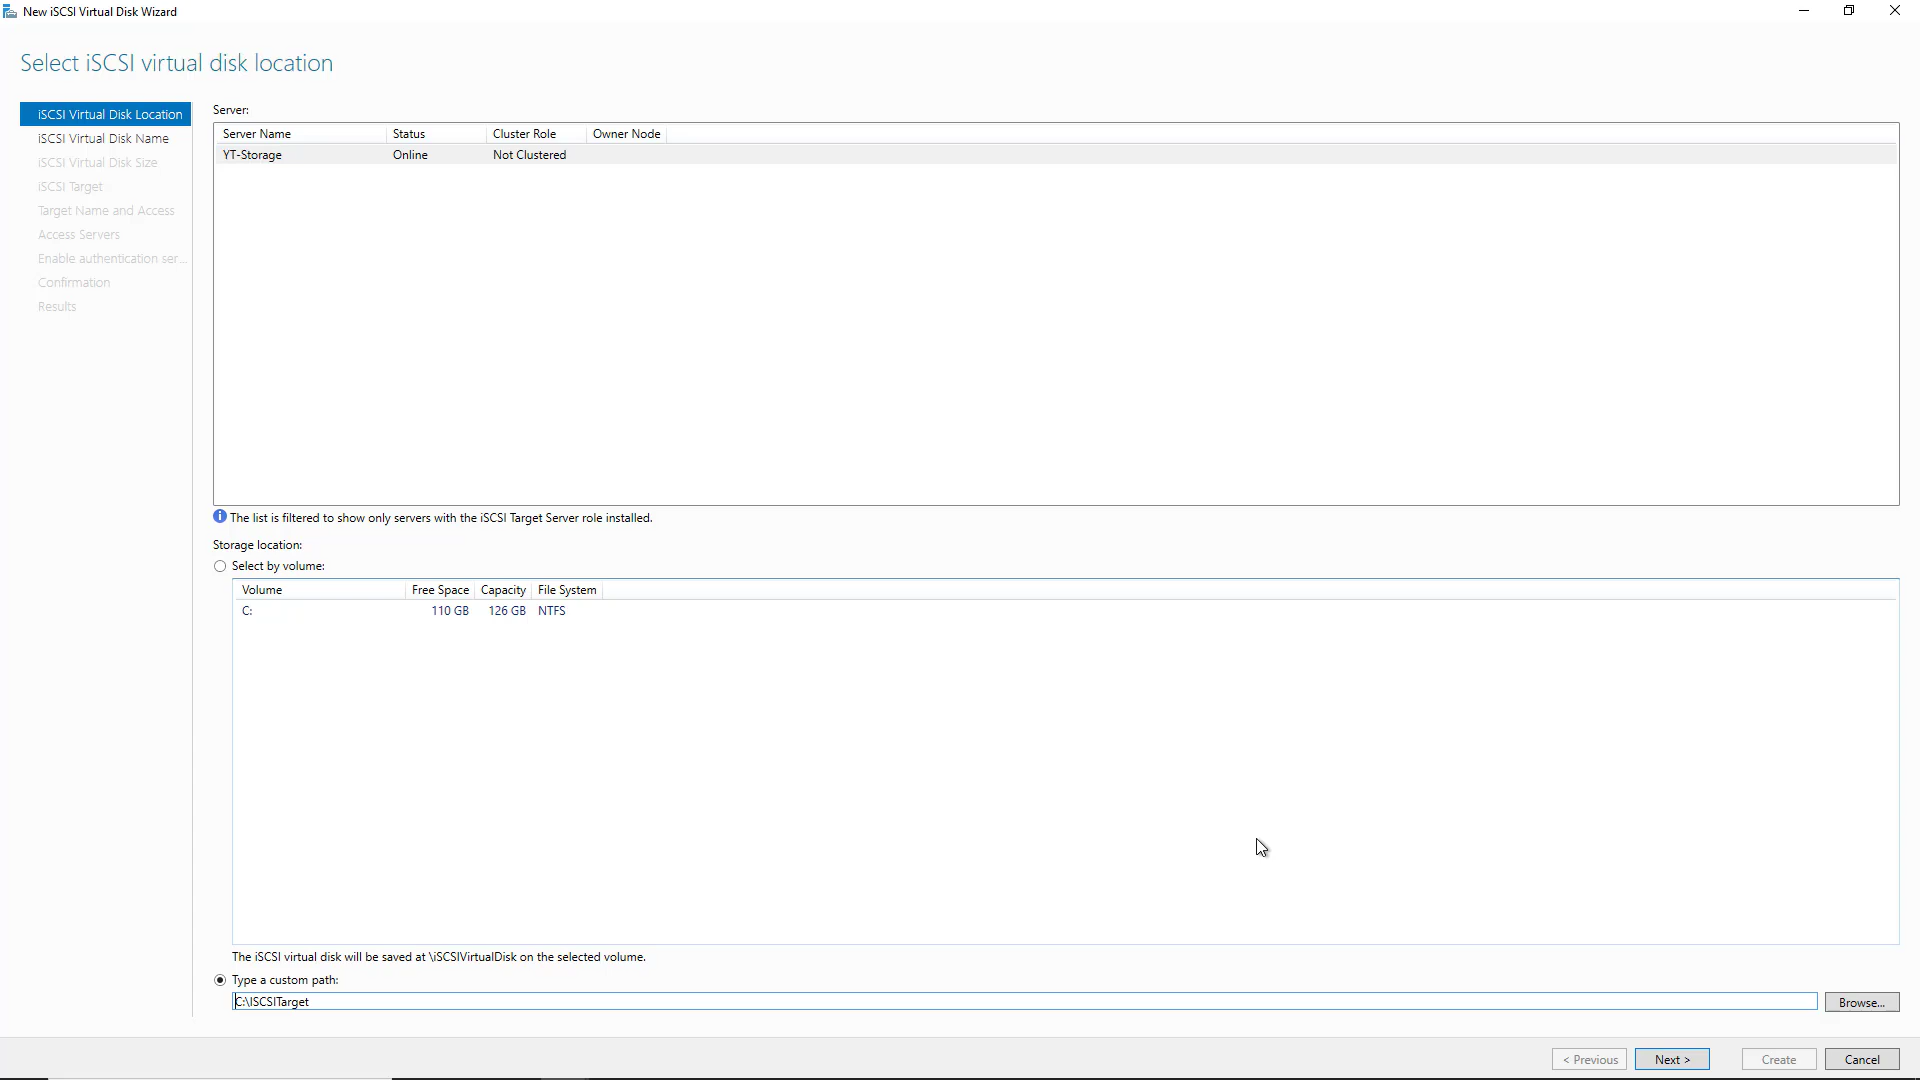 New iSCSI Virtual Disk Wizard
Select iSCSI virtual disk location
iSCSI Virtual Disk Location
iSCSI Virtual Disk Name
iSCSI Virtual Disk Size
iSCSI Target
Target Name and Access
Access Servers
Enable authentication ser...
Confirmation
Results
Server:
Server Name Status Cluster Role Owner Node
YT-Storage Online Not Clustered
The list is filtered to show only servers with the iSCSI Target Server role installed.
Storage location:
Select by volume:
Volume Free Space Capacity File System
C: 110 GB 126 GB NTFS
The iSCSI virtual disk will be saved at \iSCSIVirtualDisk on the selected volume.
Type a custom path:
C:\ISCSITarget
Browse...
< Previous Next > Create Cancel